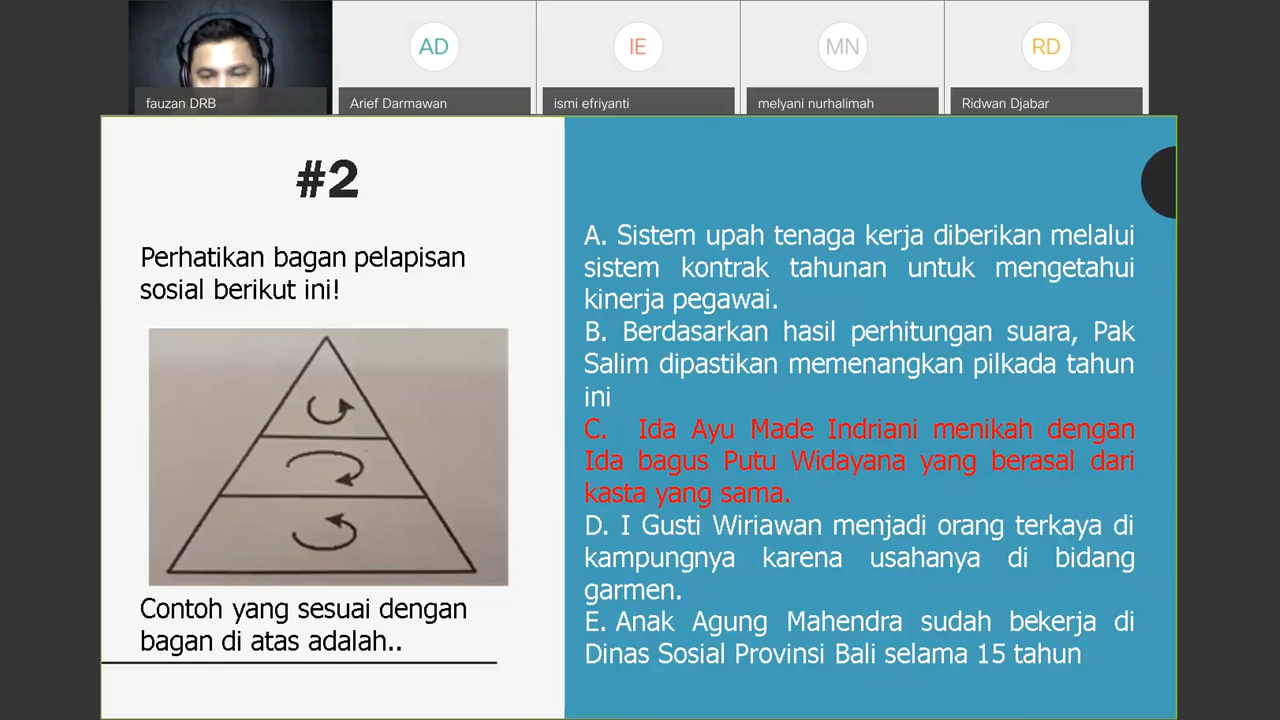 AD
IE
MN
RD
fauzan DRB
Arief Darmawan
ismi efriyanti
melyani nurhalimah
Ridwan Djabar
#2
Perhatikan bagan pelapisan
sosial berikut ini!
Contoh yang sesuai dengan
bagan di atas adalah..
A. Sistem upah tenaga kerja diberikan melalui
sistem kontrak tahunan untuk mengetahui
kinerja pegawai.
B. Berdasarkan hasil perhitungan suara, Pak
Salim dipastikan memenangkan pilkada tahun
ini
C. Ida Ayu Made Indriani menikah dengan
Ida bagus Putu Widayana yang berasal dari
kasta yang sama.
D. I Gusti Wiriawan menjadi orang terkaya di
kampungnya karena usahanya di bidang
garmen.
E. Anak Agung Mahendra sudah bekerja di
Dinas Sosial Provinsi Bali selama 15 tahun